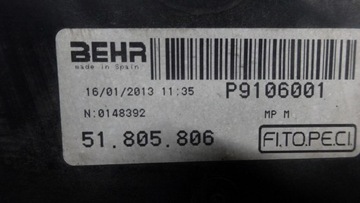 BEHR
made in Spain
16/01/2013 11:35 P9106001
N:0148392 MP M
51.805.806 FI.TO.PE.CI.